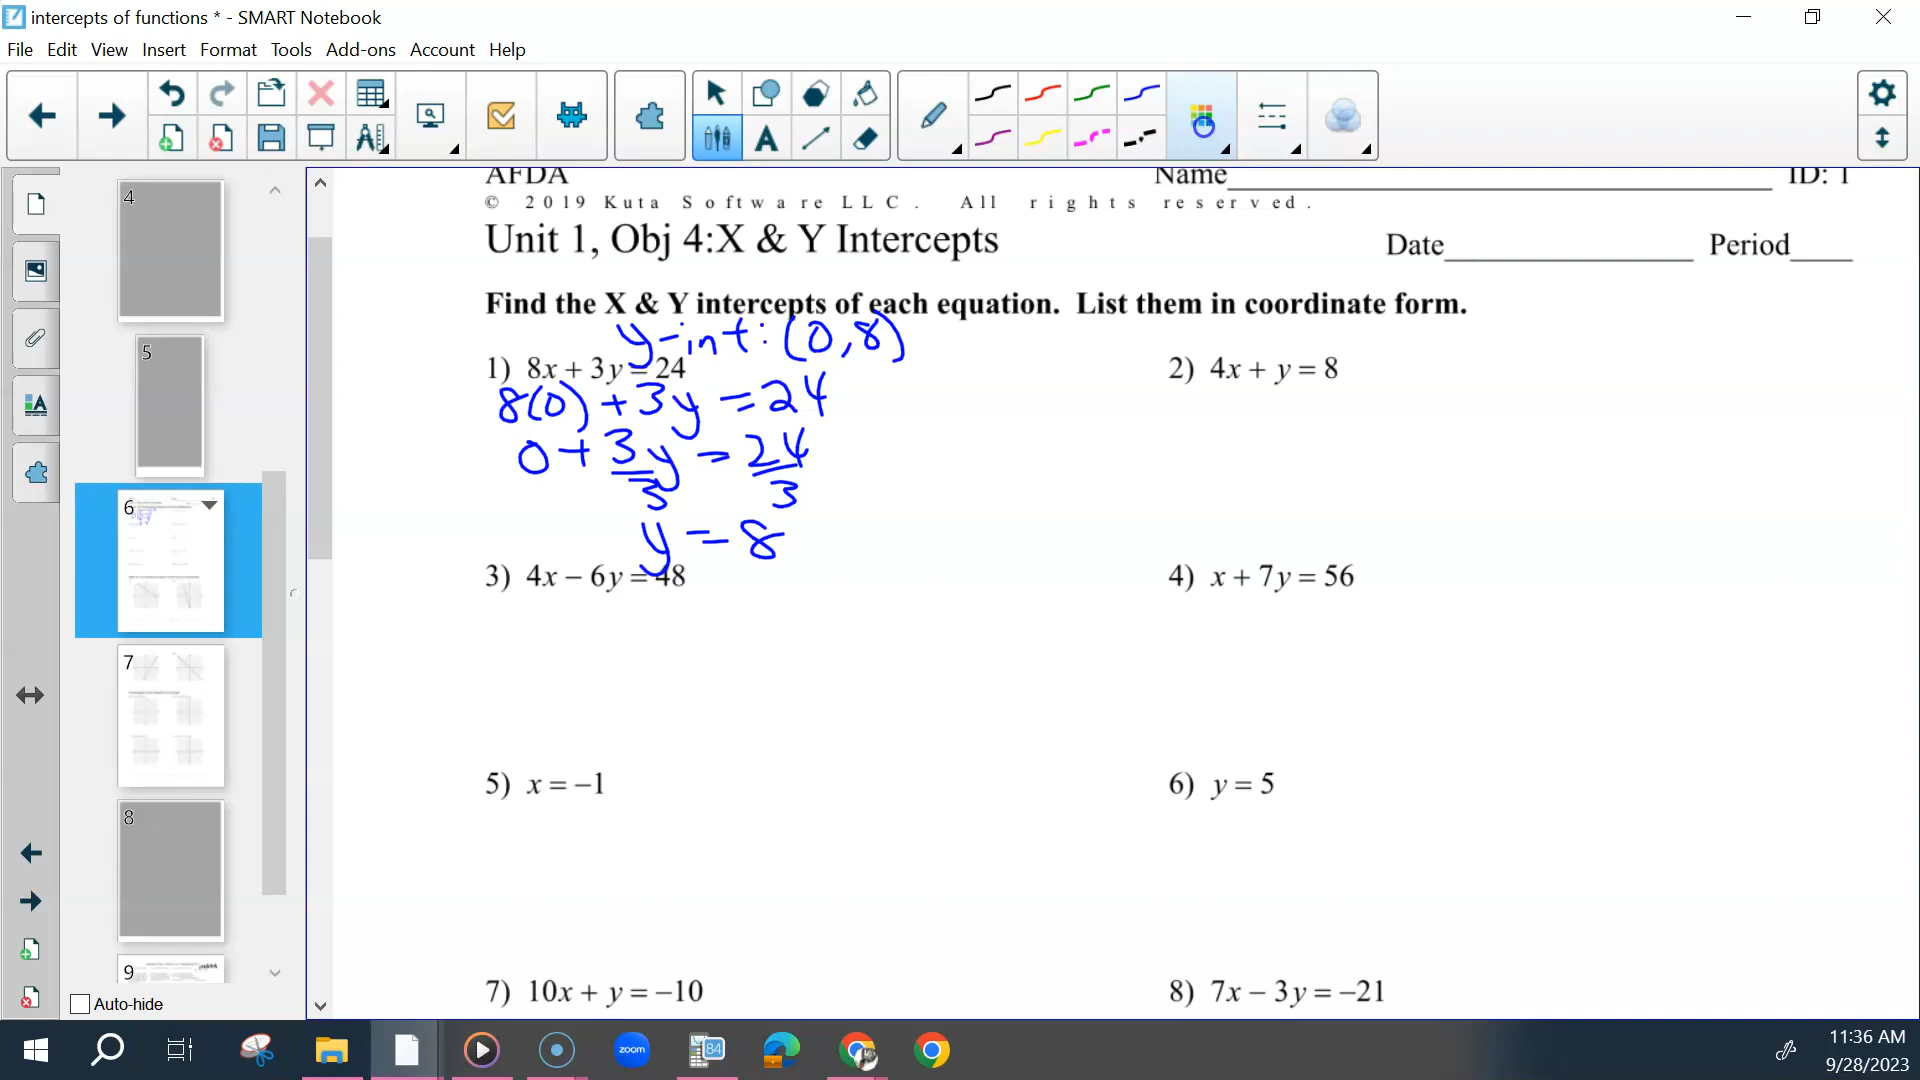 intercepts of functions * - SMART Notebook
File Edit View Insert Format Tools Add-ons Account Help
AFDA Name ID: 1
© 2019 Kuta Software LLC. All rights reserved.
Unit 1, Obj 4:X & Y Intercepts Date Period
Find the X & Y intercepts of each equation. List them in coordinate form.
y-int: (0,8)
1) 8x + 3y = 24 2) 4x + y = 8
8(0) + 3y = 24
0 + 3y = 24
3 3
y = 8
3) 4x − 6y = 48 4) x + 7y = 56
5) x = −1 6) y = 5
7) 10x + y = −10 8) 7x − 3y = −21
4
5
6
7
8
9
Auto-hide
zoom
84
11:36 AM
9/28/2023